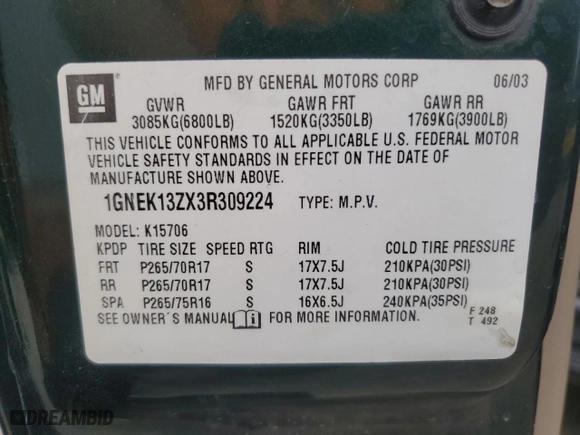 GM
MFD BY GENERAL MOTORS CORP 06/03
GVWR GAWR FRT GAWR RR
3085KG(6800LB) 1520KG(3350LB) 1769KG(3900LB)
THIS VEHICLE CONFORMS TO ALL APPLICABLE U.S. FEDERAL MOTOR
VEHICLE SAFETY STANDARDS IN EFFECT ON THE DATE OF
MANUFACTURE SHOWN ABOVE.
1GNEK13ZX3R309224 TYPE: M.P.V.
MODEL: K15706
KPDP TIRE SIZE SPEED RTG RIM COLD TIRE PRESSURE
FRT P265/70R17 S 17X7.5J 210KPA(30PSI)
RR P265/70R17 S 17X7.5J 210KPA(30PSI)
SPA P265/75R16 S 16X6.5J 240KPA(35PSI)
SEE OWNER'S MANUAL i FOR MORE INFORMATION. F 248
T 492
DREAMBID